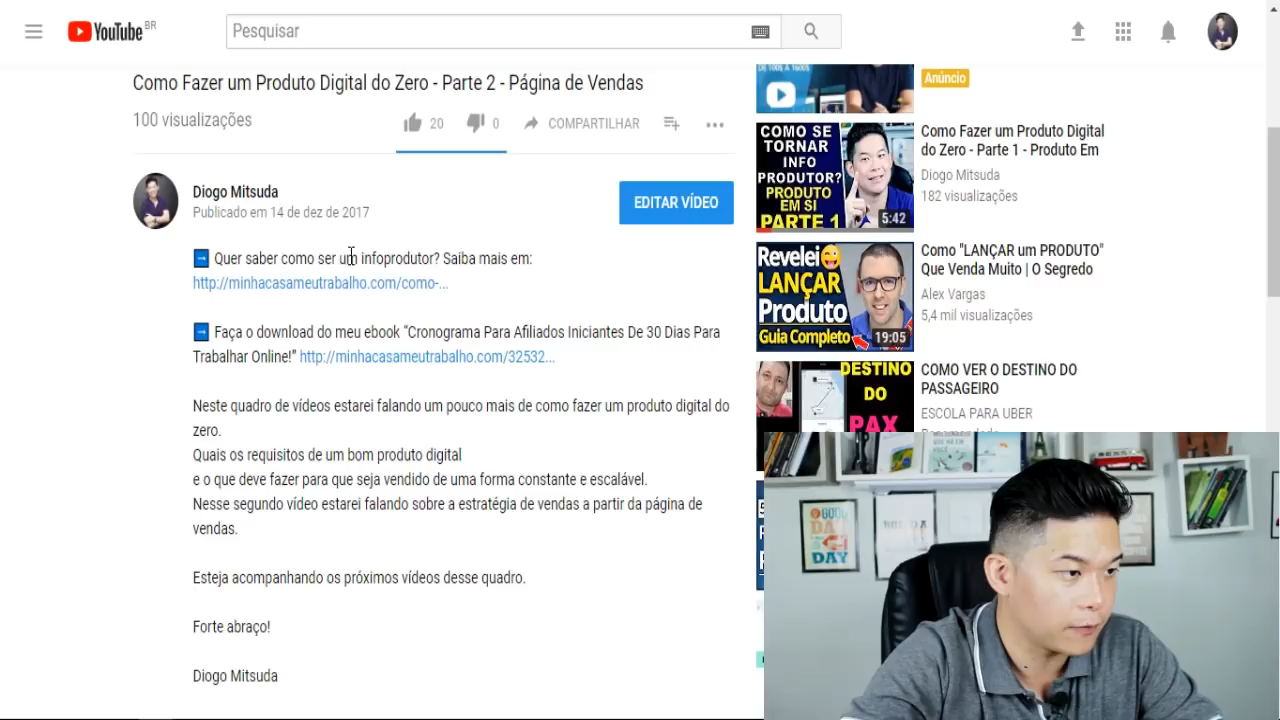 YouTube BR
Pesquisar
Como Fazer um Produto Digital do Zero - Parte 2 - Página de Vendas
100 visualizações
20
0
COMPARTILHAR
Diogo Mitsuda
Publicado em 14 de dez de 2017
EDITAR VÍDEO
Quer saber como ser um infoprodutor? Saiba mais em:
http://minhacasameutrabalho.com/como-...
Faça o download do meu ebook "Cronograma Para Afiliados Iniciantes De 30 Dias Para
Trabalhar Online!" http://minhacasameutrabalho.com/32532...
Neste quadro de vídeos estarei falando um pouco mais de como fazer um produto digital do
zero.
Quais os requisitos de um bom produto digital
e o que deve fazer para que seja vendido de uma forma constante e escalável.
Nesse segundo vídeo estarei falando sobre a estratégia de vendas a partir da página de
vendas.
Esteja acompanhando os próximos vídeos desse quadro.
Forte abraço!
Diogo Mitsuda
Anúncio
COMO SE
TORNAR
INFO
PRODUTOR?
PRODUTO
EM SI
PARTE 1
5:42
Como Fazer um Produto Digital
do Zero - Parte 1 - Produto Em
Diogo Mitsuda
182 visualizações
Revelei
LANÇAR
Produto
Guia Completo
19:05
Como "LANÇAR um PRODUTO"
Que Venda Muito | O Segredo
Alex Vargas
5,4 mil visualizações
DESTINO
DO
PAX
COMO VER O DESTINO DO
PASSAGEIRO
ESCOLA PARA UBER
GOOD
DAY
DAY